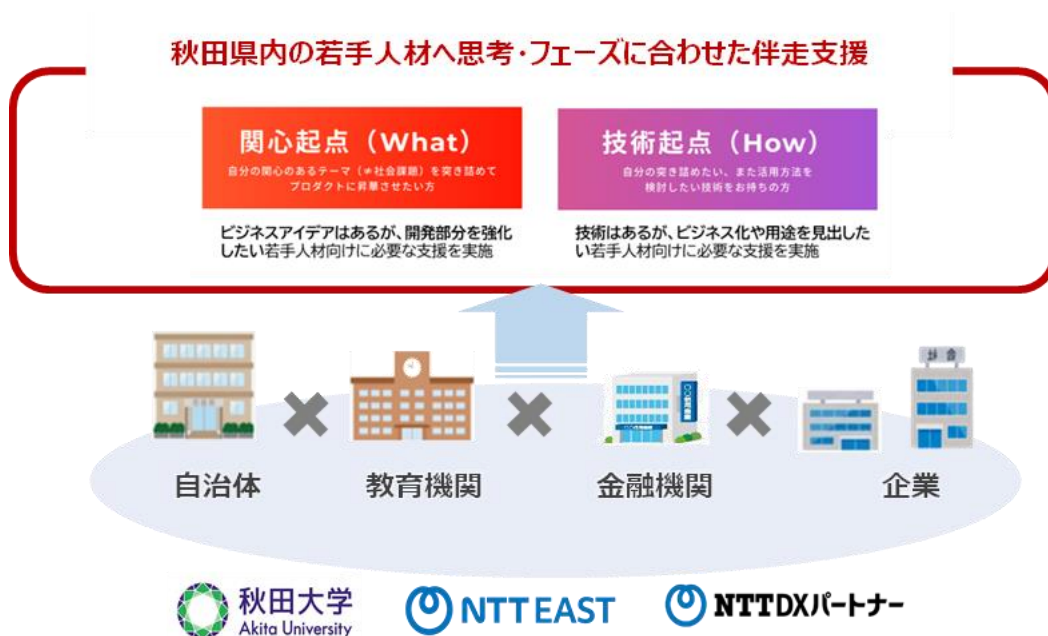 秋田県内の若手人材へ思考・フェーズに合わせた伴走支援
関心起点（What）
自分の関心のあるテーマ（≠社会課題）を突き詰めて
プロダクトに昇華させたい方
技術起点（How）
自分の突き詰めたい、また活用方法を
検討したい技術をお持ちの方
ビジネスアイデアはあるが、開発部分を強化
したい若手人材向けに必要な支援を実施
技術はあるが、ビジネス化や用途を見出した
い若手人材向けに必要な支援を実施
自治体
教育機関
金融機関
企業
秋田大学
Akita University
NTT EAST
NTT DXパートナー